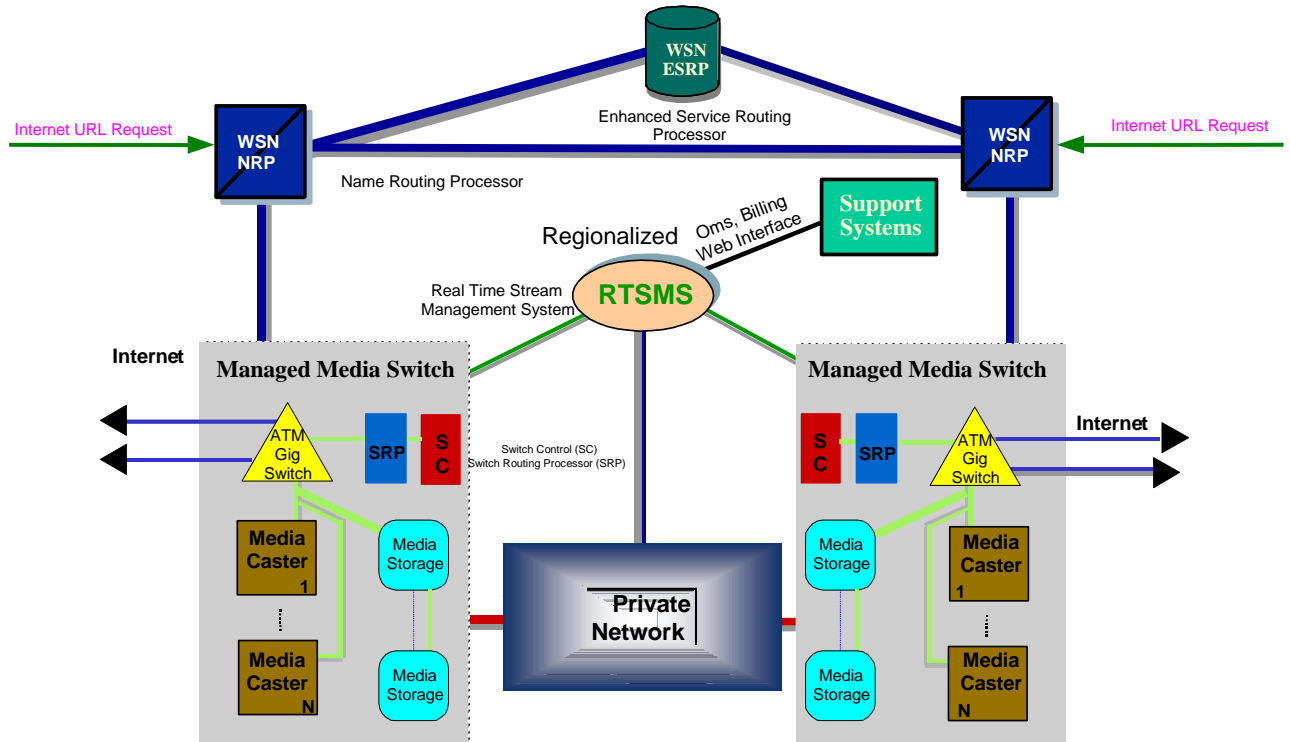 WSN
ESRP
Enhanced Service Routing
Processor
Internet URL Request
WSN
NRP
WSN
NRP
Internet URL Request
Name Routing Processor
Oms, Billing
Web Interface
Support
Systems
Regionalized
RTSMS
Real Time Stream
Management System
Internet
Managed Media Switch
ATM
Gig
Switch
SRP
S
C
Media
Caster
1
Media
Storage
Media
Caster
N
Media
Storage
Switch Control (SC)
Switch Routing Processor (SRP)
Private
Network
Managed Media Switch
Internet
S
C
SRP
ATM
Gig
Switch
Media
Storage
Media
Caster
1
Media
Storage
Media
Caster
N